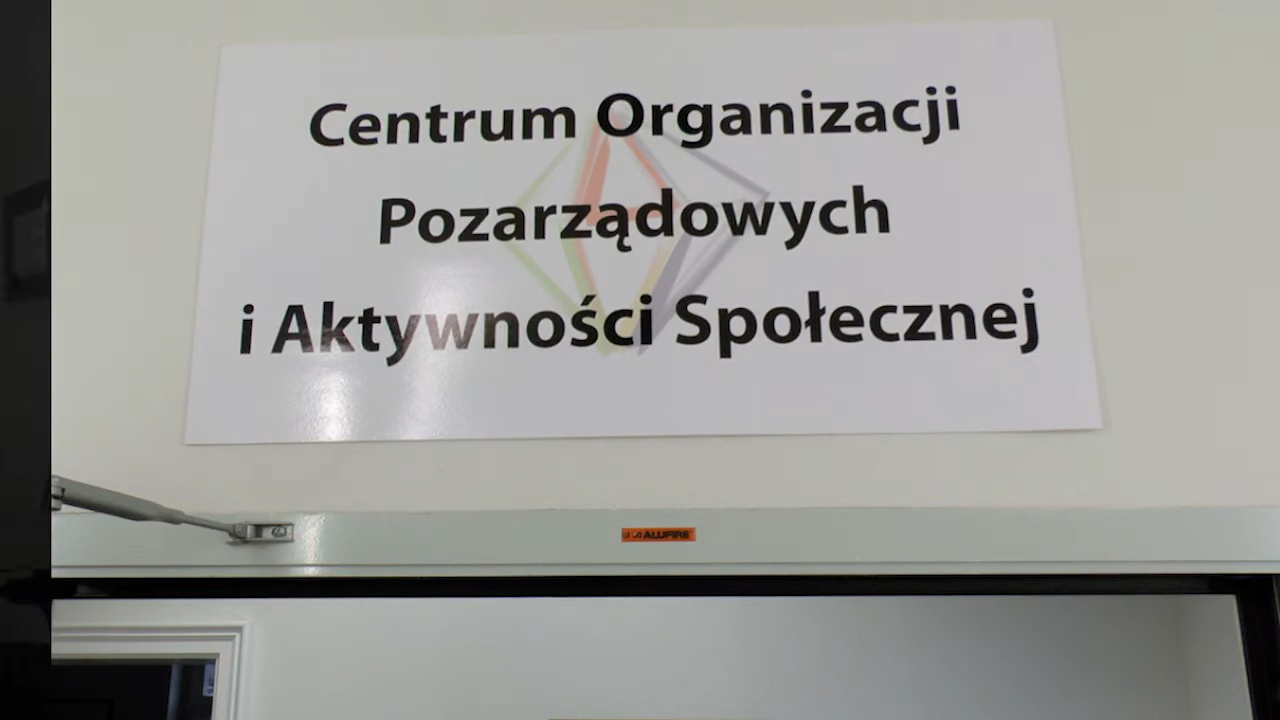 Centrum Organizacji
Pozarządowych
i Aktywności Społecznej
ALUFIRE